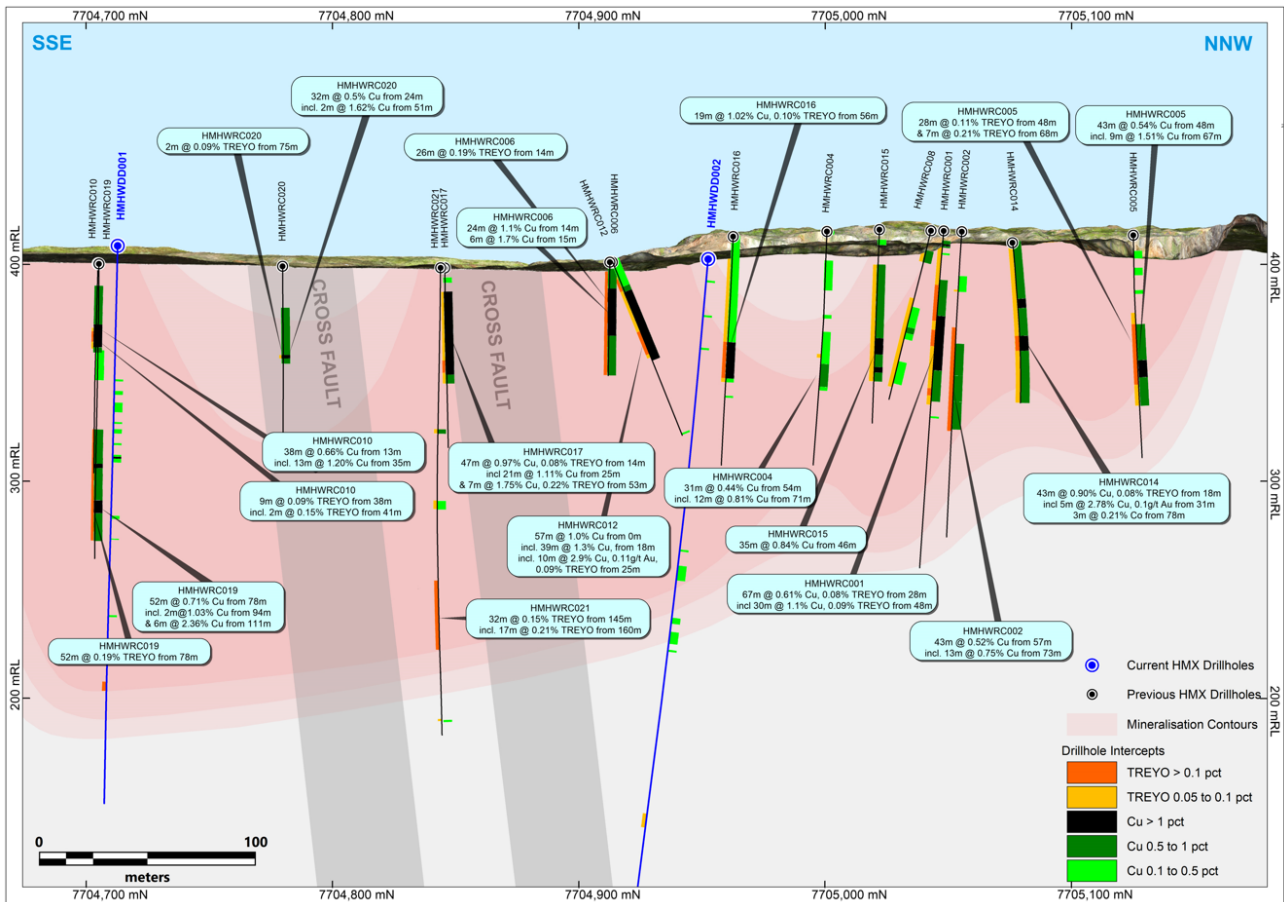 7704,700 mN
7704,800 mN
7704,900 mN
7705,000 mN
7705,100 mN
SSE
NNW
HMHWRC020
32m @ 0.5% Cu from 24m
incl. 2m @ 1.62% Cu from 51m
HMHWRC020
2m @ 0.09% TREYO from 75m
HMHWRC006
26m @ 0.19% TREYO from 14m
HMHWRC006
24m @ 1.1% Cu from 14m
6m @ 1.7% Cu from 15m
HMHWRC016
19m @ 1.02% Cu, 0.10% TREYO from 56m
HMHWRC005
28m @ 0.11% TREYO from 48m
& 7m @ 0.21% TREYO from 68m
HMHWRC005
43m @ 0.54% Cu from 48m
incl. 9m @ 1.51% Cu from 67m
HMHWRC010
HMHWRC019
HMHWDD001
HMHWRC020
HMHWRC021
HMHWRC017
HMHWRC012
HMHWRC006
HMHWDD002
HMHWRC016
HMHWRC004
HMHWRC015
HMHWRC008
HMHWRC001
HMHWRC002
HMHWRC014
HMHWRC005
400 mRL
400 mRL
CROSS FAULT
CROSS FAULT
HMHWRC010
38m @ 0.66% Cu from 13m
incl. 13m @ 1.20% Cu from 35m
HMHWRC010
9m @ 0.09% TREYO from 38m
incl. 2m @ 0.15% TREYO from 41m
HMHWRC017
47m @ 0.97% Cu, 0.08% TREYO from 14m
incl 21m @ 1.11% Cu from 25m
& 7m @ 1.75% Cu, 0.22% TREYO from 53m
HMHWRC004
31m @ 0.44% Cu from 54m
incl. 12m @ 0.81% Cu from 71m
HMHWRC014
43m @ 0.90% Cu, 0.08% TREYO from 18m
incl 5m @ 2.78% Cu, 0.1g/t Au from 31m
3m @ 0.21% Co from 78m
300 mRL
300 mRL
HMHWRC012
57m @ 1.0% Cu from 0m
incl. 39m @ 1.3% Cu, from 18m
incl. 10m @ 2.9% Cu, 0.11g/t Au,
0.09% TREYO from 25m
HMHWRC015
35m @ 0.84% Cu from 46m
HMHWRC001
67m @ 0.61% Cu, 0.08% TREYO from 28m
incl 30m @ 1.1% Cu, 0.09% TREYO from 48m
HMHWRC019
52m @ 0.71% Cu from 78m
incl. 2m@1.03% Cu from 94m
& 6m @ 2.36% Cu from 111m
HMHWRC021
32m @ 0.15% TREYO from 145m
incl. 17m @ 0.21% TREYO from 160m
HMHWRC002
43m @ 0.52% Cu from 57m
incl. 13m @ 0.75% Cu from 73m
HMHWRC019
52m @ 0.19% TREYO from 78m
200 mRL
200 mRL
Current HMX Drillholes
Previous HMX Drillholes
Mineralisation Contours
Drillhole Intercepts
TREYO > 0.1 pct
TREYO 0.05 to 0.1 pct
Cu > 1 pct
Cu 0.5 to 1 pct
Cu 0.1 to 0.5 pct
0
100
meters
7704,700 mN
7704,800 mN
7704,900 mN
7705,000 mN
7705,100 mN